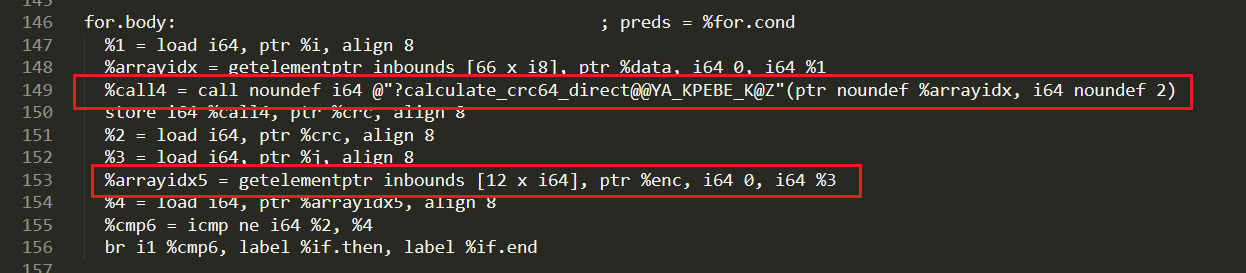 146 for.body: ; preds = %for.cond
147 %1 = load i64, ptr %i, align 8
148 %arrayidx = getelementptr inbounds [66 x i8], ptr %data, i64 0, i64 %1
149 %call4 = call noundef i64 @"?calculate_crc64_direct@@YA_KPEBE_K@Z"(ptr noundef %arrayidx, i64 noundef 2)
150 store i64 %call4, ptr %crc, align 8
151 %2 = load i64, ptr %crc, align 8
152 %3 = load i64, ptr %j, align 8
153 %arrayidx5 = getelementptr inbounds [12 x i64], ptr %enc, i64 0, i64 %3
154 %4 = load i64, ptr %arrayidx5, align 8
155 %cmp6 = icmp ne i64 %2, %4
156 br i1 %cmp6, label %if.then, label %if.end
157